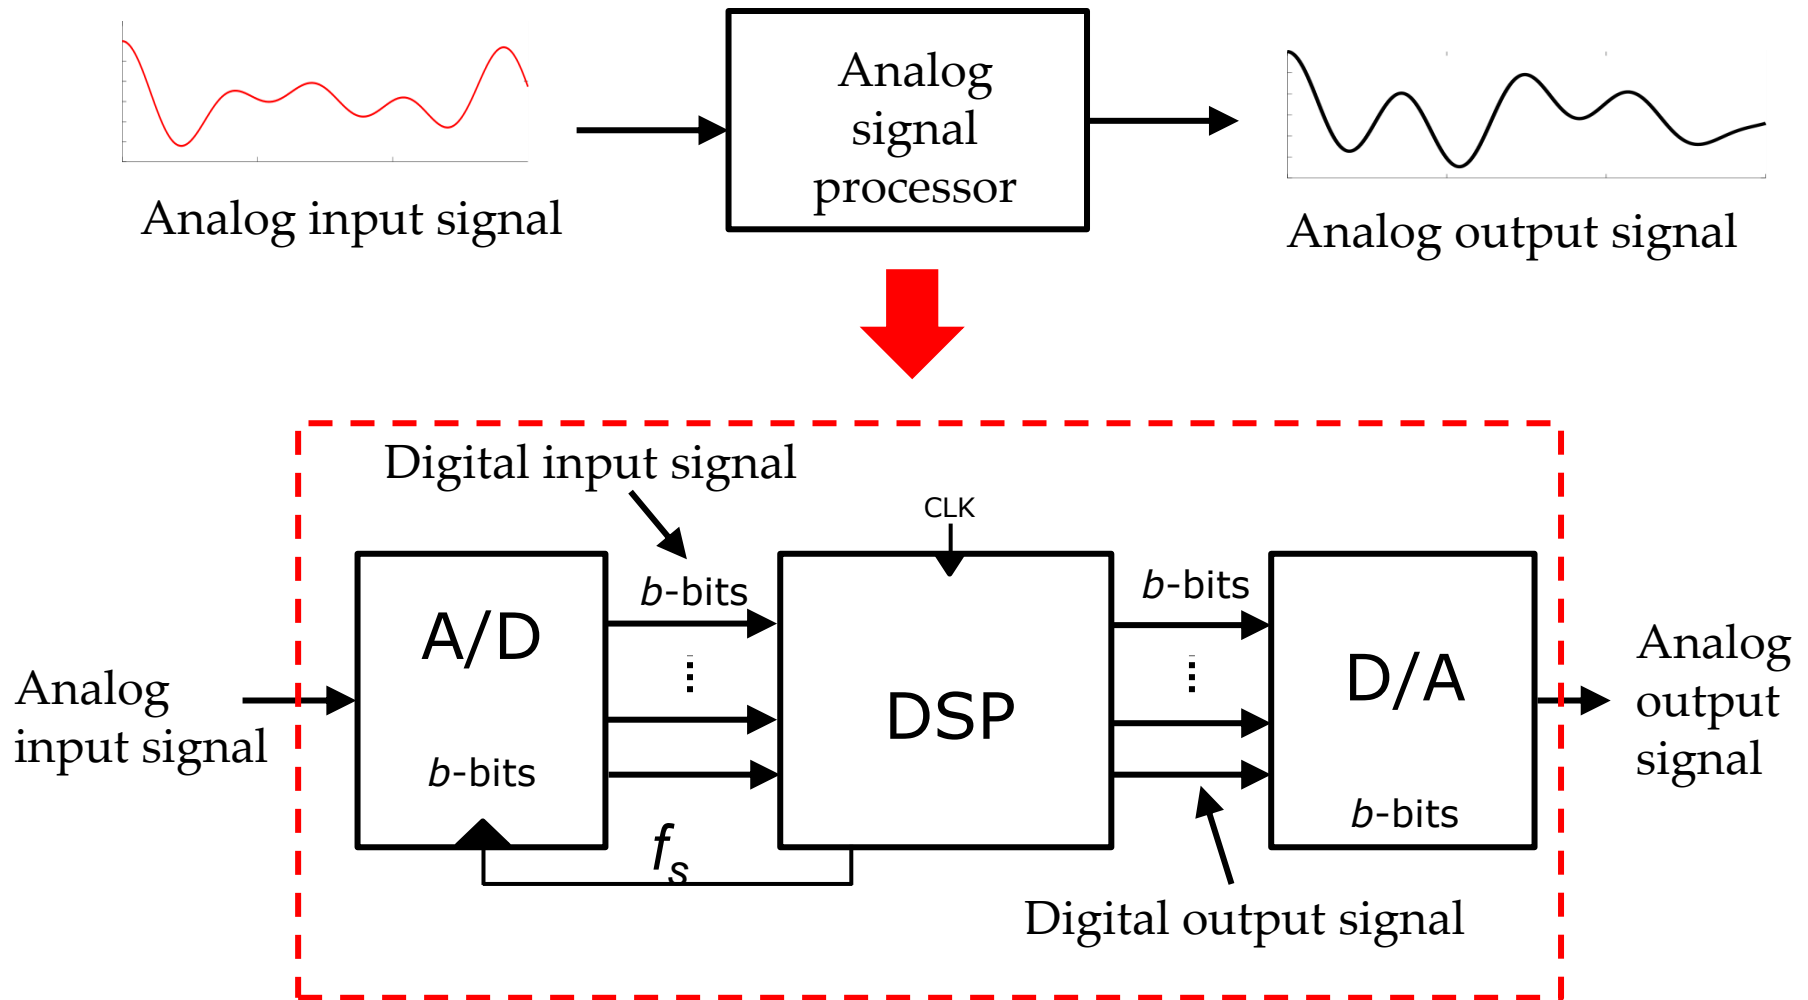 Analog
signal
processor
Analog input signal
Analog output signal
Digital input signal
CLK
b-bits
b-bits
A/D
DSP
D/A
Analog
input signal
Analog
output
signal
b-bits
b-bits
fs
Digital output signal